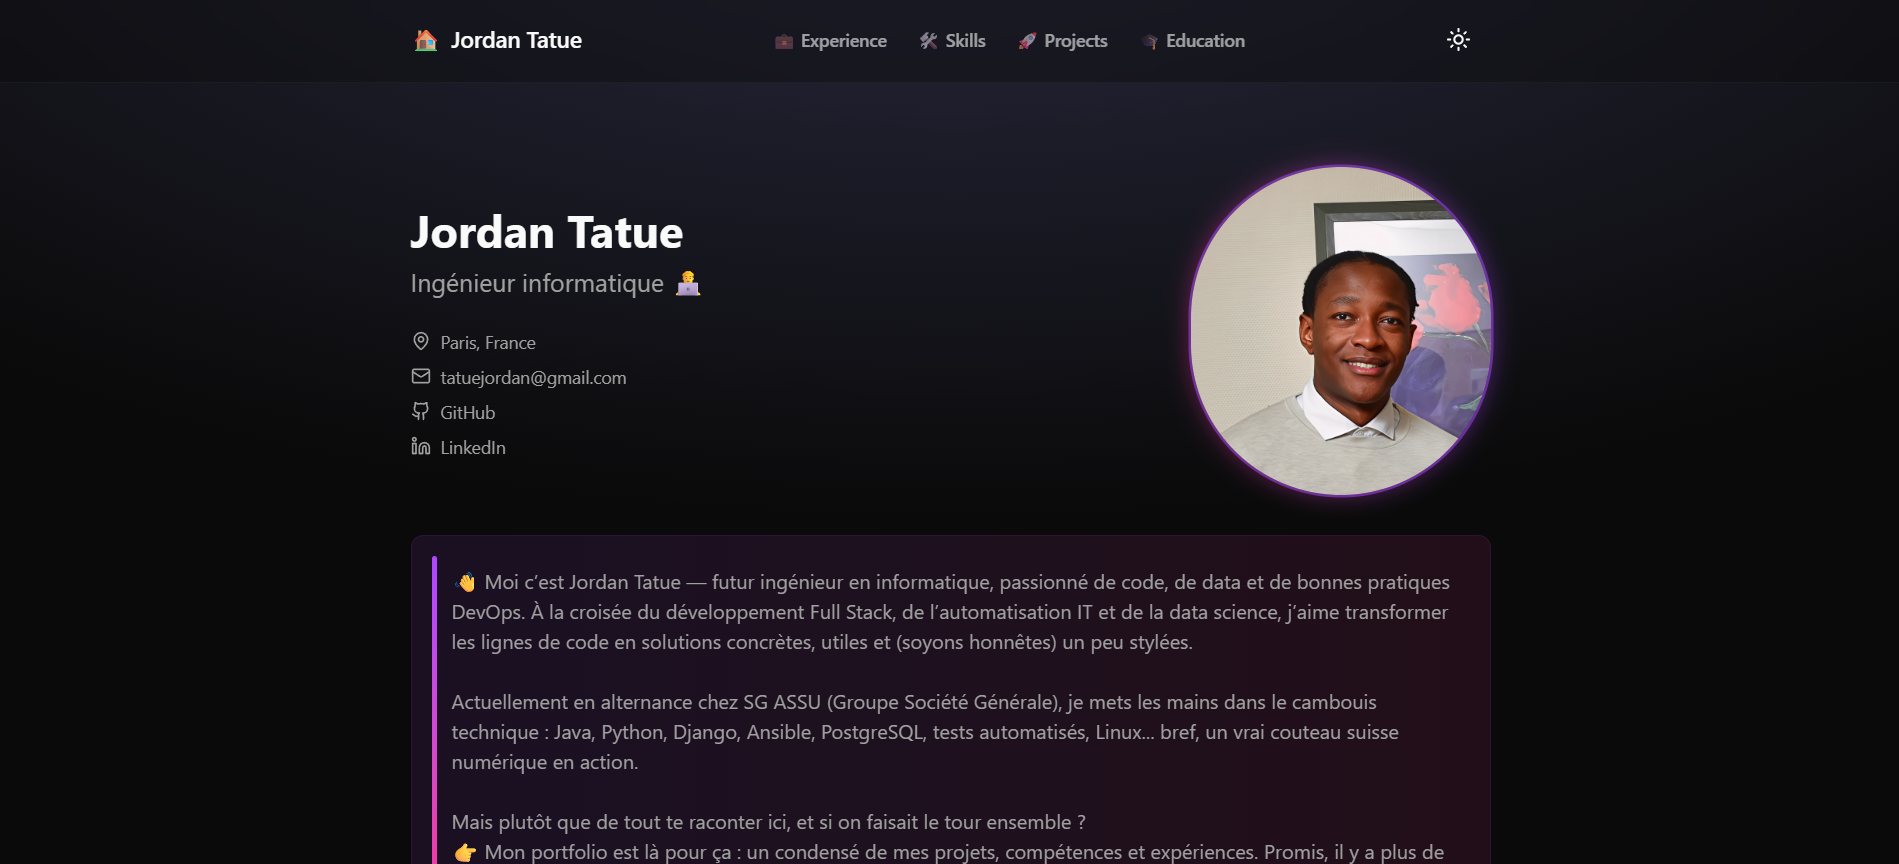 Jordan Tatue
Experience
Skills
Projects
Education
Jordan Tatue
Ingénieur informatique
Paris, France
tatuejordan@gmail.com
GitHub
LinkedIn
Moi c’est Jordan Tatue — futur ingénieur en informatique, passionné de code, de data et de bonnes pratiques
DevOps. À la croisée du développement Full Stack, de l’automatisation IT et de la data science, j’aime transformer
les lignes de code en solutions concrètes, utiles et (soyons honnêtes) un peu stylées.
Actuellement en alternance chez SG ASSU (Groupe Société Générale), je mets les mains dans le cambouis
technique : Java, Python, Django, Ansible, PostgreSQL, tests automatisés, Linux... bref, un vrai couteau suisse
numérique en action.
Mais plutôt que de tout te raconter ici, et si on faisait le tour ensemble ?
👉 Mon portfolio est là pour ça : un condensé de mes projets, compétences et expériences. Promis, il y a plus de